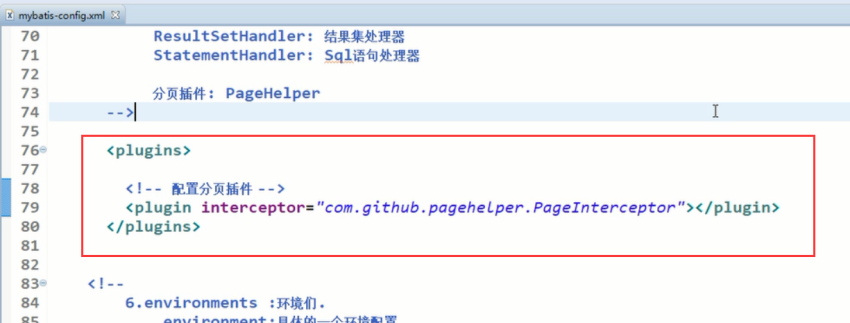 mybatis-config.xml
70 ResultSetHandler: 结果集处理器
71 StatementHandler: Sql语句处理器
72
73 分页插件: PageHelper
74 -->
75
76 <plugins>
77
78 <!-- 配置分页插件 -->
79 <plugin interceptor="com.github.pagehelper.PageInterceptor"></plugin>
80 </plugins>
81
82
83 <!--
84 6.environments :环境们.
85 environment:具体的一个环境配置